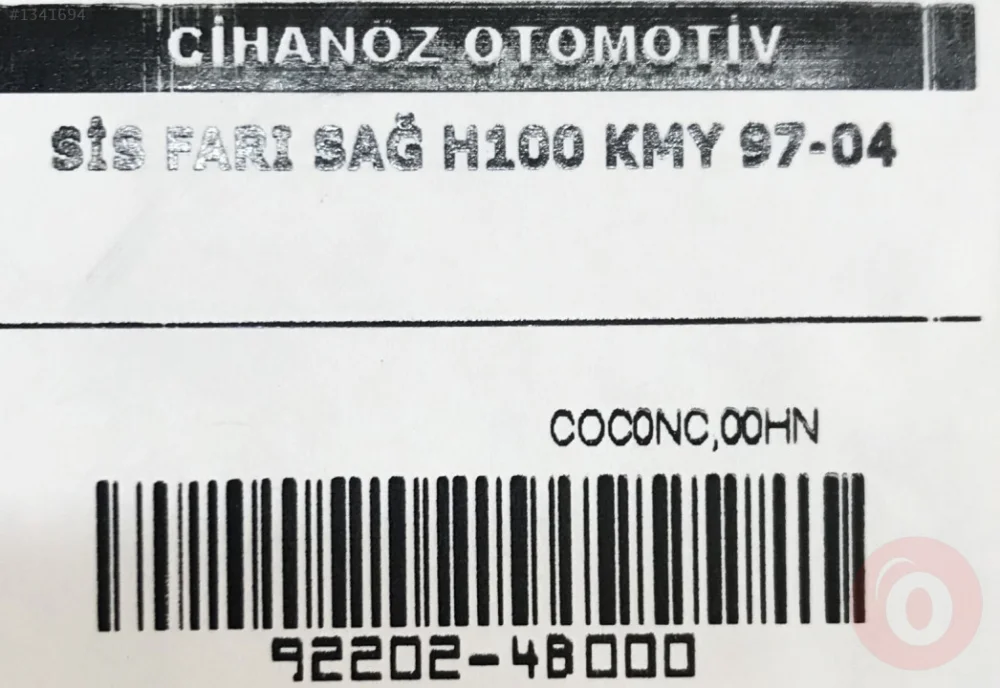 #1341694
CİHANÖZ OTOMOTİV
SİS FARI SAĞ H100 KMY 97-04
COCONC,00HN
92202-4B000